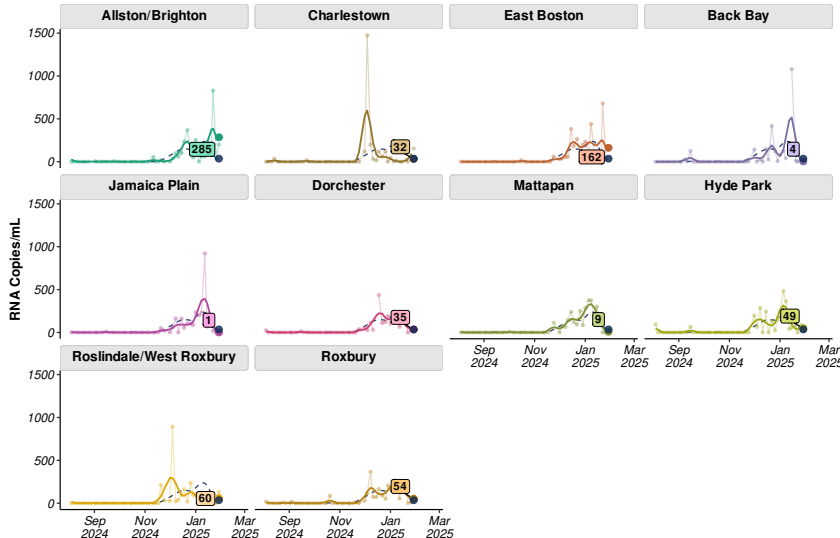 Allston/Brighton Charlestown East Boston Back Bay
1500
1000
500
0
285 32 162 4
Jamaica Plain Dorchester Mattapan Hyde Park
RNA Copies/mL
1500
1000
500
0
1 35 9 49
Sep Nov Jan Mar Sep Nov Jan Mar
2024 2024 2025 2025 2024 2024 2025 2025
Roslindale/West Roxbury Roxbury
1500
1000
500
0
60 54
Sep Nov Jan Mar Sep Nov Jan Mar
2024 2024 2025 2025 2024 2024 2025 2025